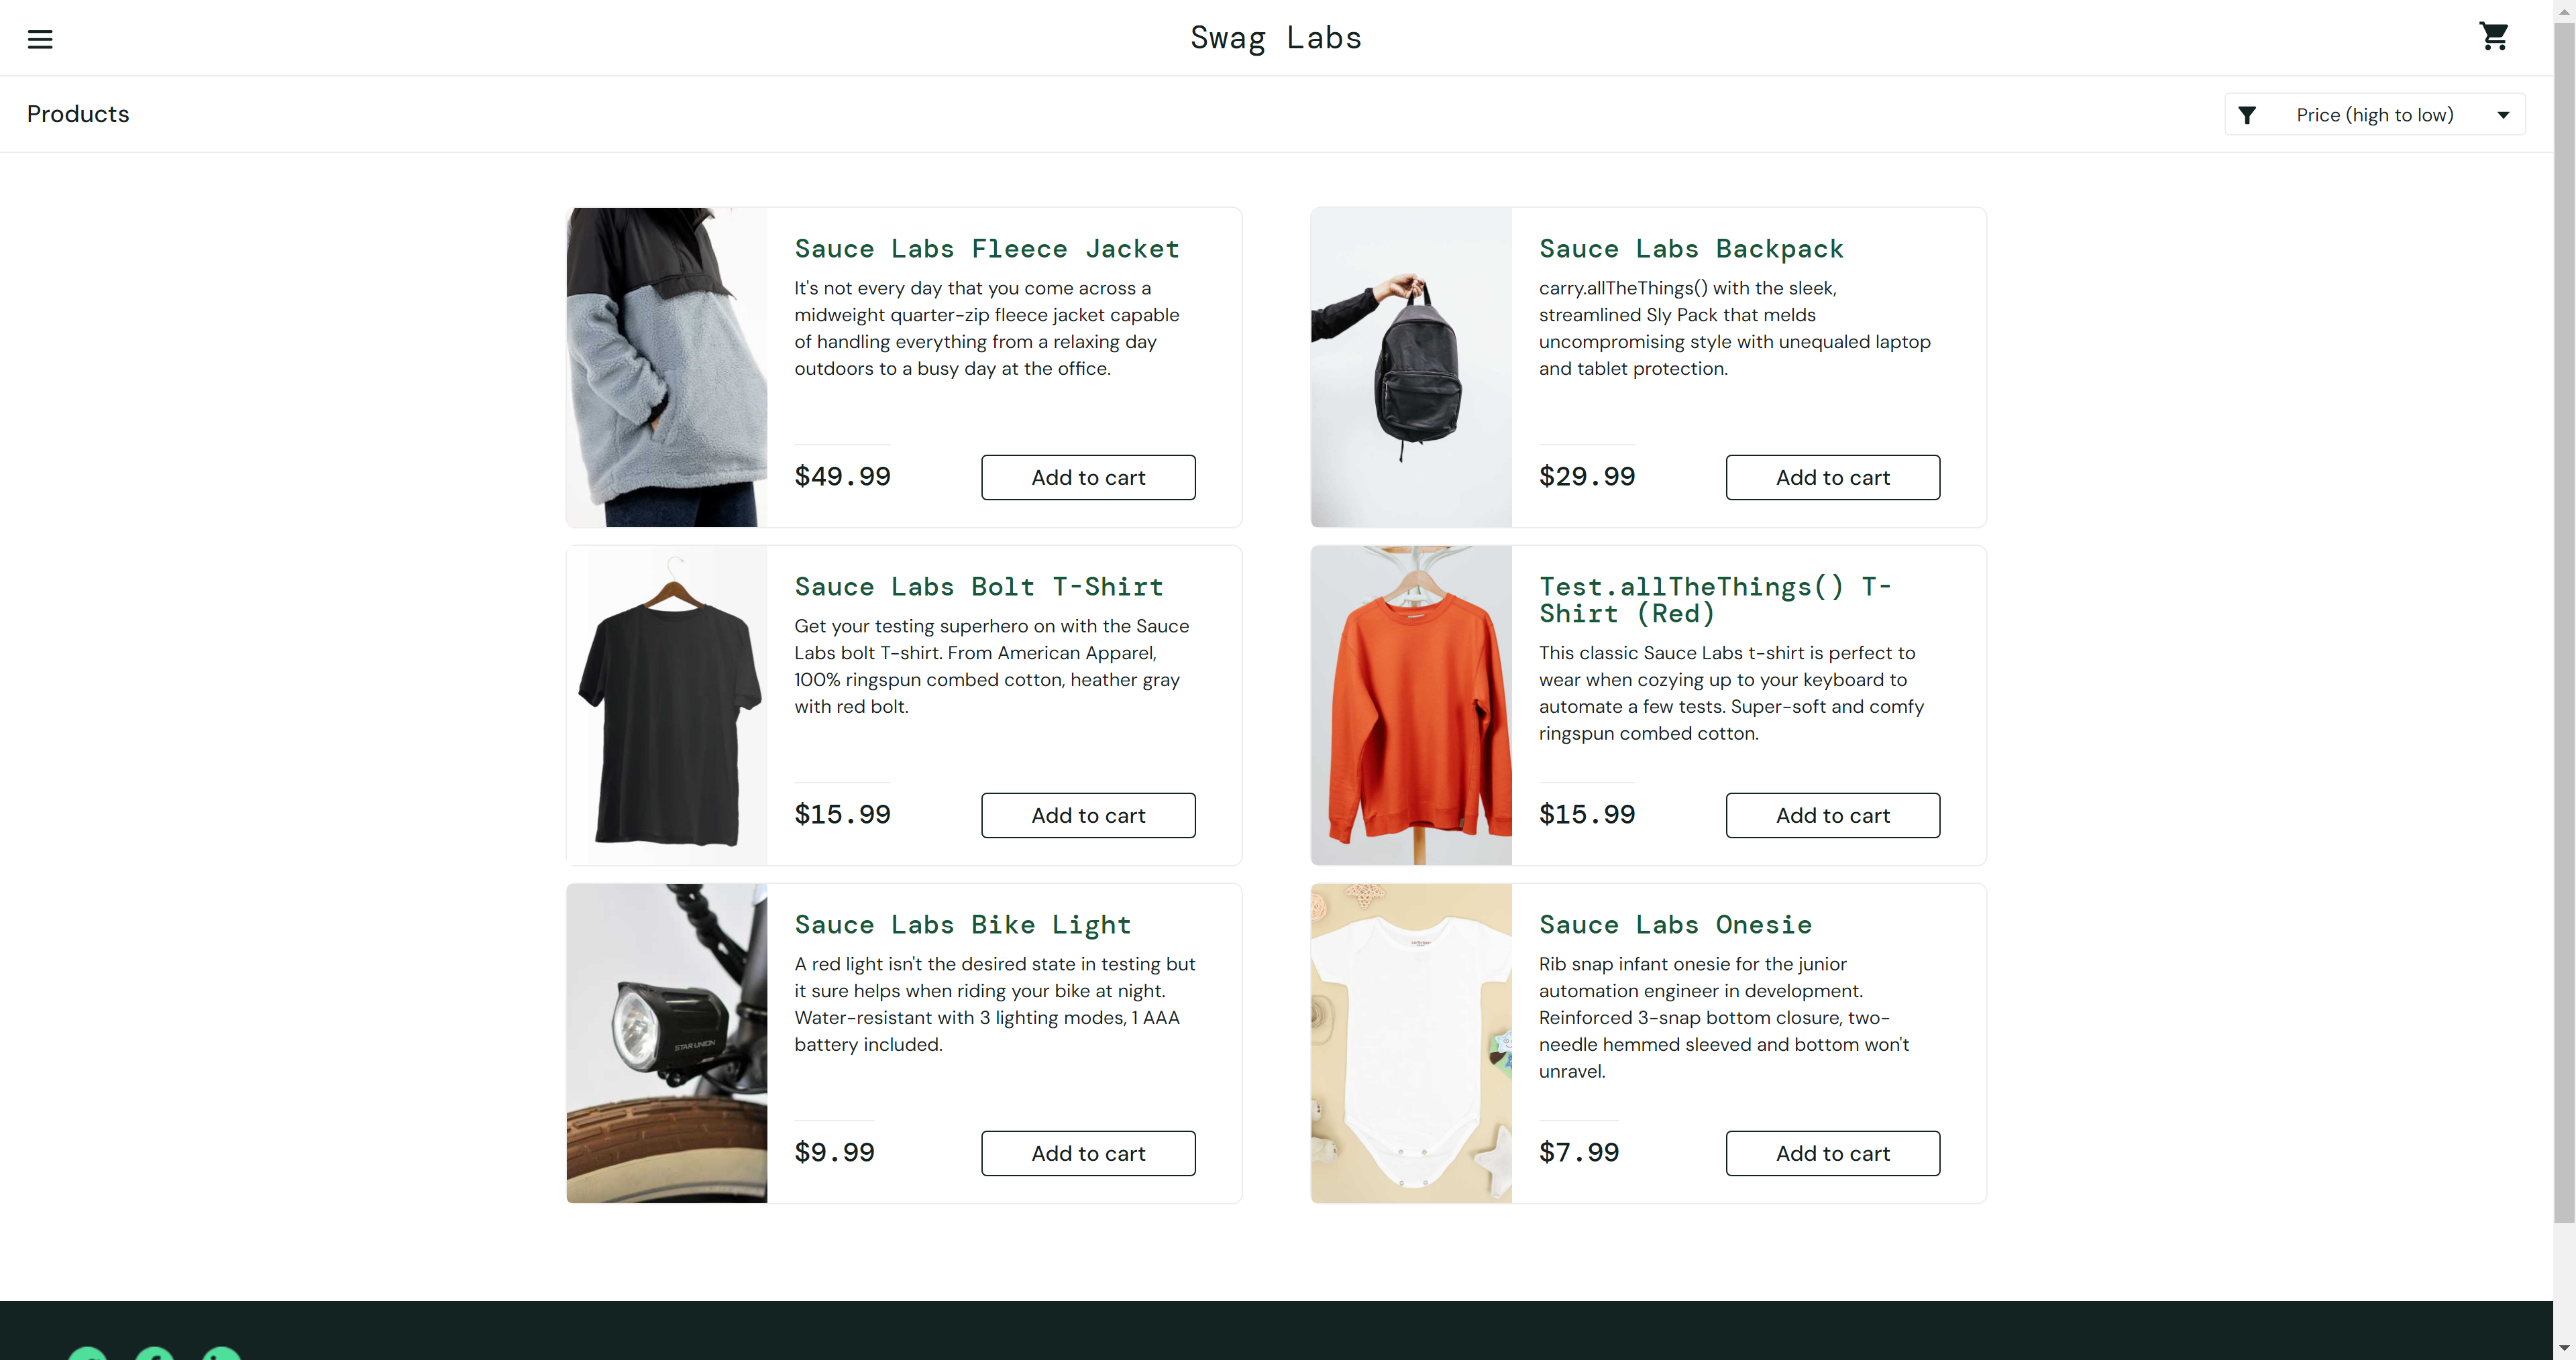 Swag Labs
Products
Price (high to low)
Sauce Labs Fleece Jacket
It's not every day that you come across a
midweight quarter-zip fleece jacket capable
of handling everything from a relaxing day
outdoors to a busy day at the office.
$49.99
Add to cart
Sauce Labs Backpack
carry.allTheThings() with the sleek,
streamlined Sly Pack that melds
uncompromising style with unequaled laptop
and tablet protection.
$29.99
Add to cart
Sauce Labs Bolt T-Shirt
Get your testing superhero on with the Sauce
Labs bolt T-shirt. From American Apparel,
100% ringspun combed cotton, heather gray
with red bolt.
$15.99
Add to cart
Test.allTheThings() T-
Shirt (Red)
This classic Sauce Labs t-shirt is perfect to
wear when cozying up to your keyboard to
automate a few tests. Super-soft and comfy
ringspun combed cotton.
$15.99
Add to cart
STAR UNION
Sauce Labs Bike Light
A red light isn't the desired state in testing but
it sure helps when riding your bike at night.
Water-resistant with 3 lighting modes, 1 AAA
battery included.
$9.99
Add to cart
Sauce Labs Onesie
Rib snap infant onesie for the junior
automation engineer in development.
Reinforced 3-snap bottom closure, two-
needle hemmed sleeved and bottom won't
unravel.
$7.99
Add to cart